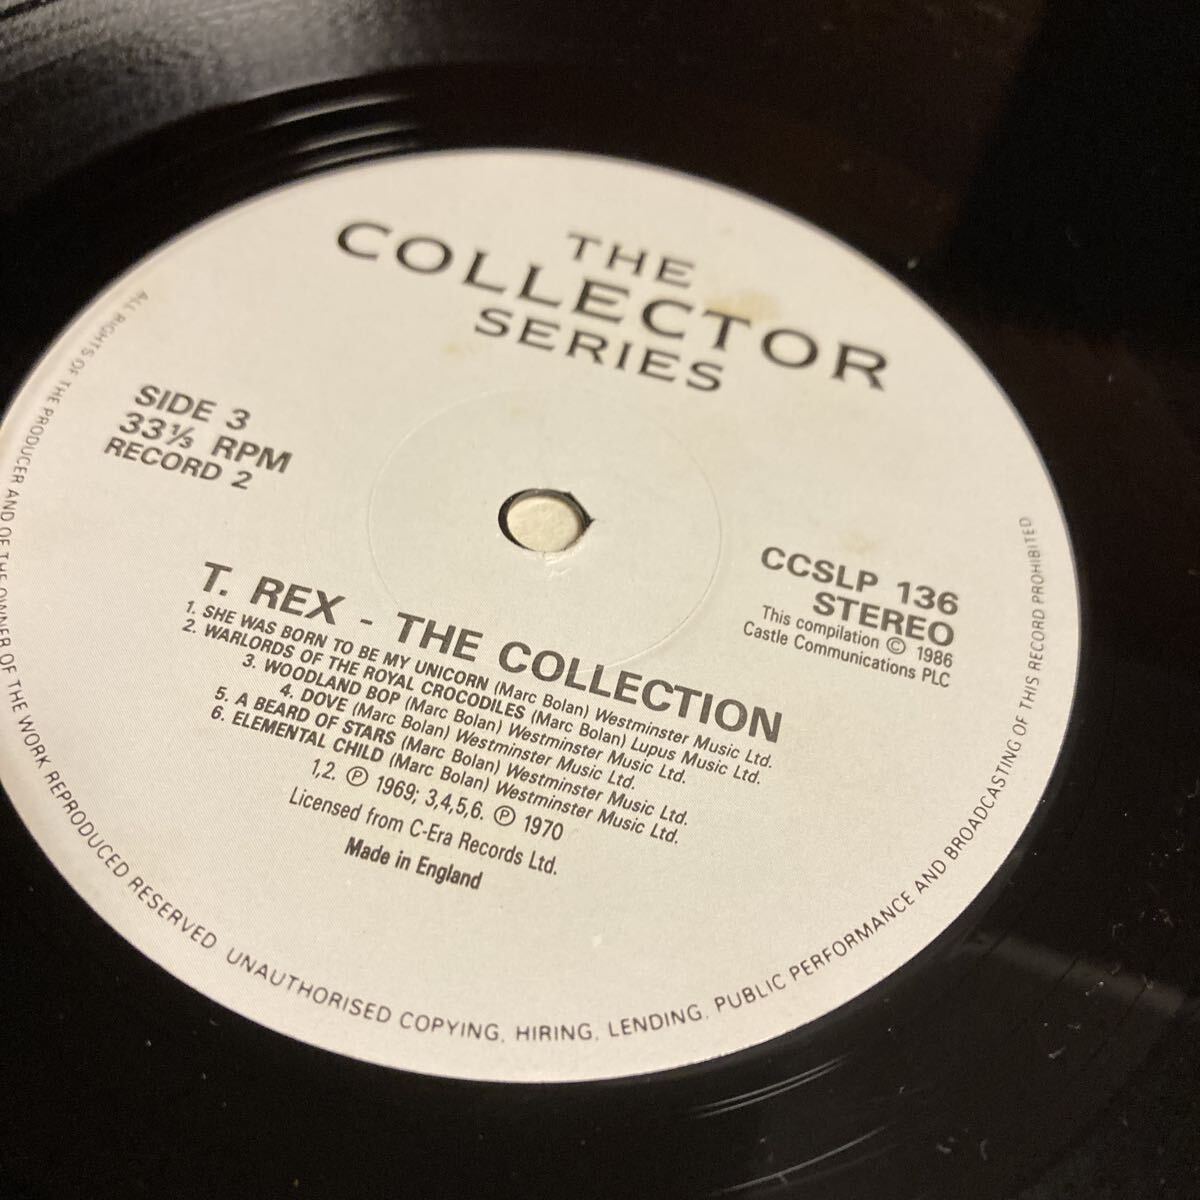 THE
COLLECTOR
SERIES
SIDE 3
33⅓ RPM
RECORD 2
CCSLP 136
STEREO
This compilation © 1986
Castle Communications PLC
T. REX - THE COLLECTION
1. SHE WAS BORN TO BE MY UNICORN (Marc Bolan) Westminster Music Ltd.
2. WARLORDS OF THE ROYAL CROCODILES (Marc Bolan) Lupus Music Ltd.
3. WOODLAND BOP (Marc Bolan) Westminster Music Ltd.
4. DOVE (Marc Bolan) Westminster Music Ltd.
5. A BEARD OF STARS (Marc Bolan) Westminster Music Ltd.
6. ELEMENTAL CHILD (Marc Bolan) Westminster Music Ltd.
1,2. ℗ 1969; 3,4,5,6. ℗ 1970
Licensed from C-Era Records Ltd.
Made in England
ALL RIGHTS OF THE PRODUCER AND OF THE OWNER OF THE WORK REPRODUCED RESERVED UNAUTHORISED COPYING, HIRING, LENDING, PUBLIC PERFORMANCE AND BROADCASTING OF THIS RECORD PROHIBITED